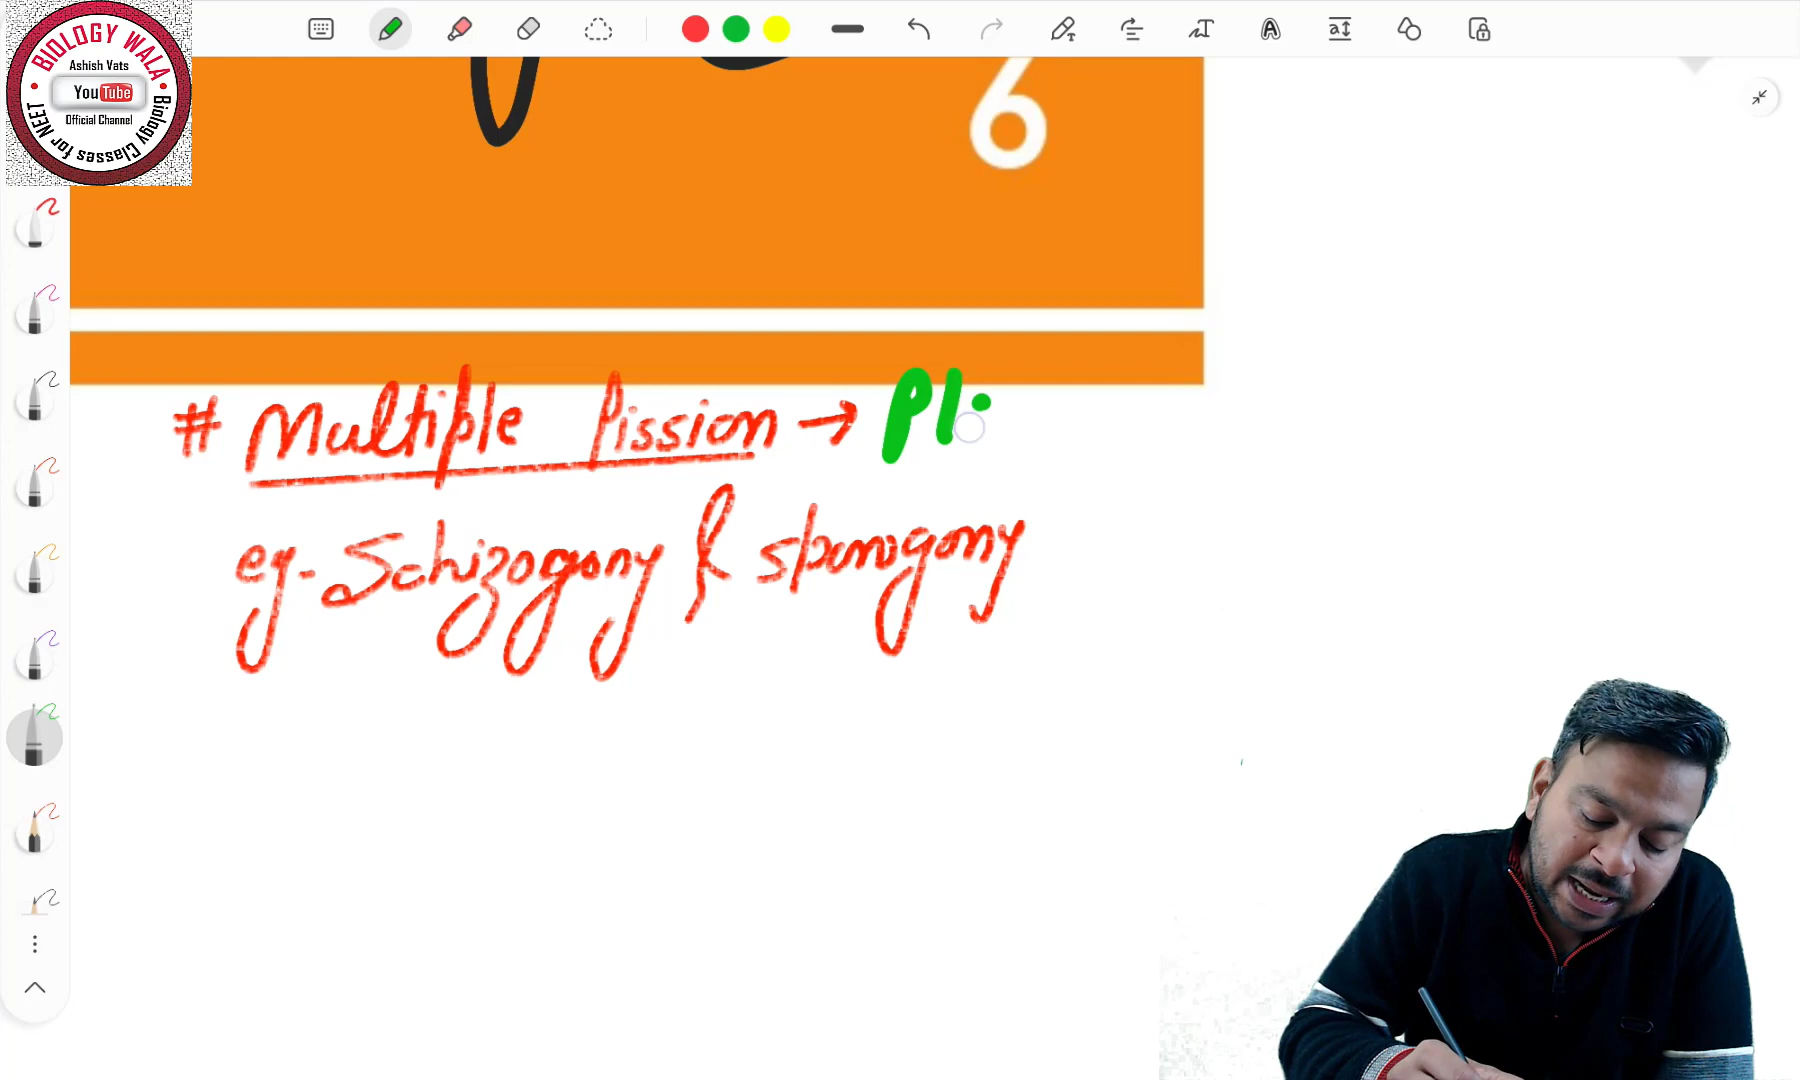 BIOLOGY WALA
Ashish Vats
YouTube
Official Channel
Biology Classes for NEET
6
# Multiple fission → Pl
eg- Schizogony & sporogony